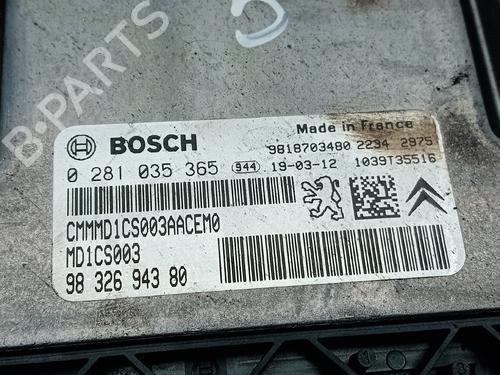 B-PARTS
C
BOSCH
Made in France
9818703480 2234 2975
0 281 035 365 944 19-03-12 1039T35516
CMMMD1CS003AACEM0
MD1CS003
98 326 943 80